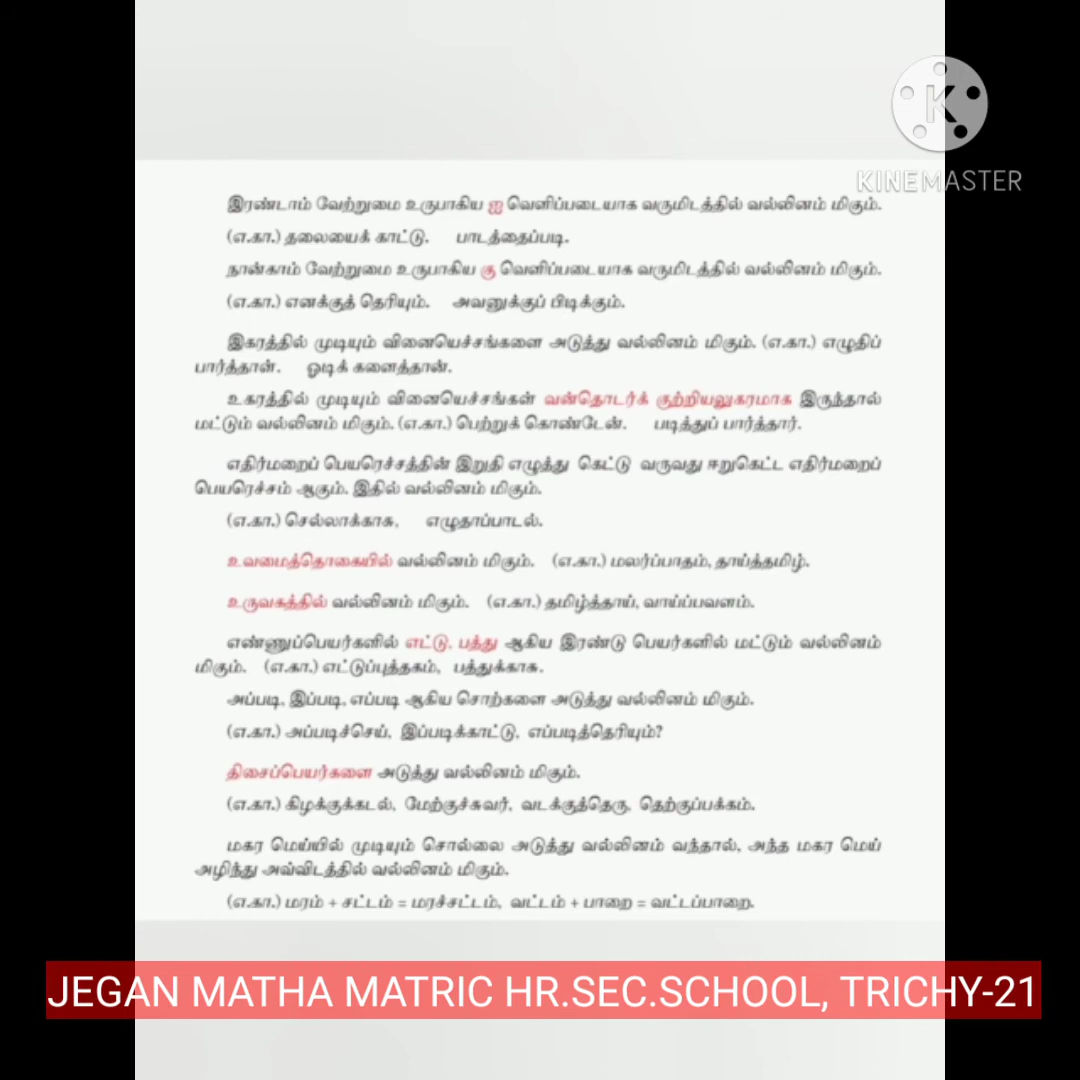 K
KINEMASTER
இரண்டாம் வேற்றுமை உருபாகிய ஐ வெளிப்படையாக வருமிடத்தில் வல்லினம் மிகும்.
(எ.கா.) தலையைக் காட்டு. பாடத்தைப்படி.
நான்காம் வேற்றுமை உருபாகிய கு வெளிப்படையாக வருமிடத்தில் வல்லினம் மிகும்.
(எ.கா.) எனக்குத் தெரியும். அவனுக்குப் பிடிக்கும்.
இகரத்தில் முடியும் வினையெச்சங்களை அடுத்து வல்லினம் மிகும். (எ.கா.) எழுதிப்
பார்த்தான். ஓடிக் களைத்தான்.
உகரத்தில் முடியும் வினையெச்சங்கள் வன்தொடர்க் குற்றியலுகரமாக இருந்தால்
மட்டும் வல்லினம் மிகும். (எ.கா.) பெற்றுக் கொண்டேன். படித்துப் பார்த்தார்.
எதிர்மறைப் பெயரெச்சத்தின் இறுதி எழுத்து கெட்டு வருவது ஈறுகெட்ட எதிர்மறைப்
பெயரெச்சம் ஆகும். இதில் வல்லினம் மிகும்.
(எ.கா.) செல்லாக்காசு, எழுதாப்பாடல்.
உவமைத்தொகையில் வல்லினம் மிகும். (எ.கா.) மலர்ப்பாதம், தாய்த்தமிழ்.
உருவகத்தில் வல்லினம் மிகும். (எ.கா.) தமிழ்த்தாய், வாய்ப்பவளம்.
எண்ணுப்பெயர்களில் எட்டு, பத்து ஆகிய இரண்டு பெயர்களில் மட்டும் வல்லினம்
மிகும். (எ.கா.) எட்டுப்புத்தகம், பத்துக்காசு.
அப்படி, இப்படி, எப்படி ஆகிய சொற்களை அடுத்து வல்லினம் மிகும்.
(எ.கா.) அப்படிச்செய், இப்படிக்காட்டு, எப்படித்தெரியும்?
திசைப்பெயர்களை அடுத்து வல்லினம் மிகும்.
(எ.கா.) கிழக்குக்கடல், மேற்குச்சுவர், வடக்குத்தெரு, தெற்குப்பக்கம்.
மகர மெய்யில் முடியும் சொல்லை அடுத்து வல்லினம் வந்தால், அந்த மகர மெய்
அழிந்து அவ்விடத்தில் வல்லினம் மிகும்.
(எ.கா.) மரம் + சட்டம் = மரச்சட்டம், வட்டம் + பாறை = வட்டப்பாறை.
JEGAN MATHA MATRIC HR.SEC.SCHOOL, TRICHY-21